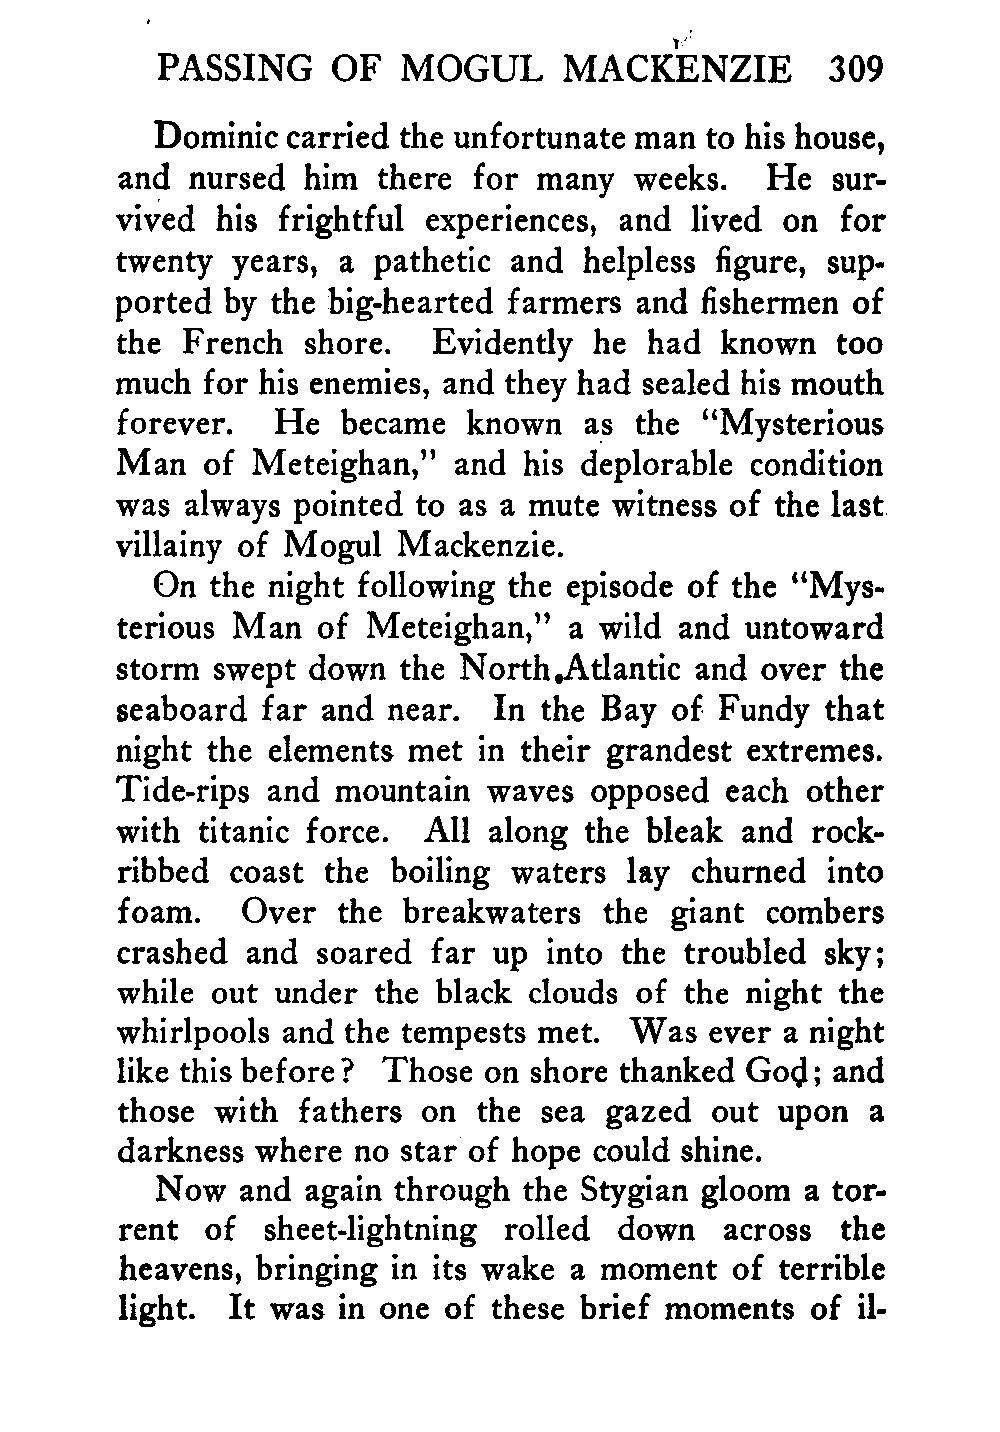 PASSING OF MOGUL MACKENZIE 309
Dominic carried the unfortunate man to his house,
and nursed him there for many weeks. He sur-
vived his frightful experiences, and lived on for
twenty years, a pathetic and helpless figure, sup-
ported by the big-hearted farmers and fishermen of
the French shore. Evidently he had known too
much for his enemies, and they had sealed his mouth
forever. He became known as the "Mysterious
Man of Meteighan," and his deplorable condition
was always pointed to as a mute witness of the last
villainy of Mogul Mackenzie.
On the night following the episode of the "Mys-
terious Man of Meteighan," a wild and untoward
storm swept down the North Atlantic and over the
seaboard far and near. In the Bay of Fundy that
night the elements met in their grandest extremes.
Tide-rips and mountain waves opposed each other
with titanic force. All along the bleak and rock-
ribbed coast the boiling waters lay churned into
foam. Over the breakwaters the giant combers
crashed and soared far up into the troubled sky;
while out under the black clouds of the night the
whirlpools and the tempests met. Was ever a night
like this before? Those on shore thanked God; and
those with fathers on the sea gazed out upon a
darkness where no star of hope could shine.
Now and again through the Stygian gloom a tor-
rent of sheet-lightning rolled down across the
heavens, bringing in its wake a moment of terrible
light. It was in one of these brief moments of il-